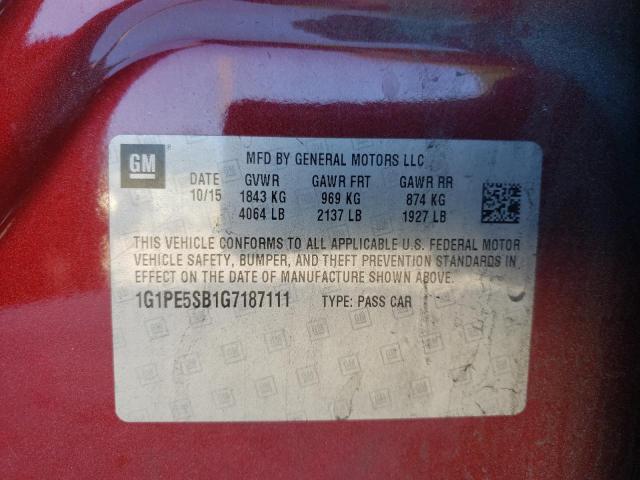 GM ®
MFD BY GENERAL MOTORS LLC
DATE GVWR GAWR FRT GAWR RR
10/15 1843 KG 969 KG 874 KG
4064 LB 2137 LB 1927 LB
THIS VEHICLE CONFORMS TO ALL APPLICABLE U.S. FEDERAL MOTOR
VEHICLE SAFETY, BUMPER, AND THEFT PREVENTION STANDARDS IN
EFFECT ON THE DATE OF MANUFACTURE SHOWN ABOVE.
1G1PE5SB1G7187111 TYPE: PASS CAR